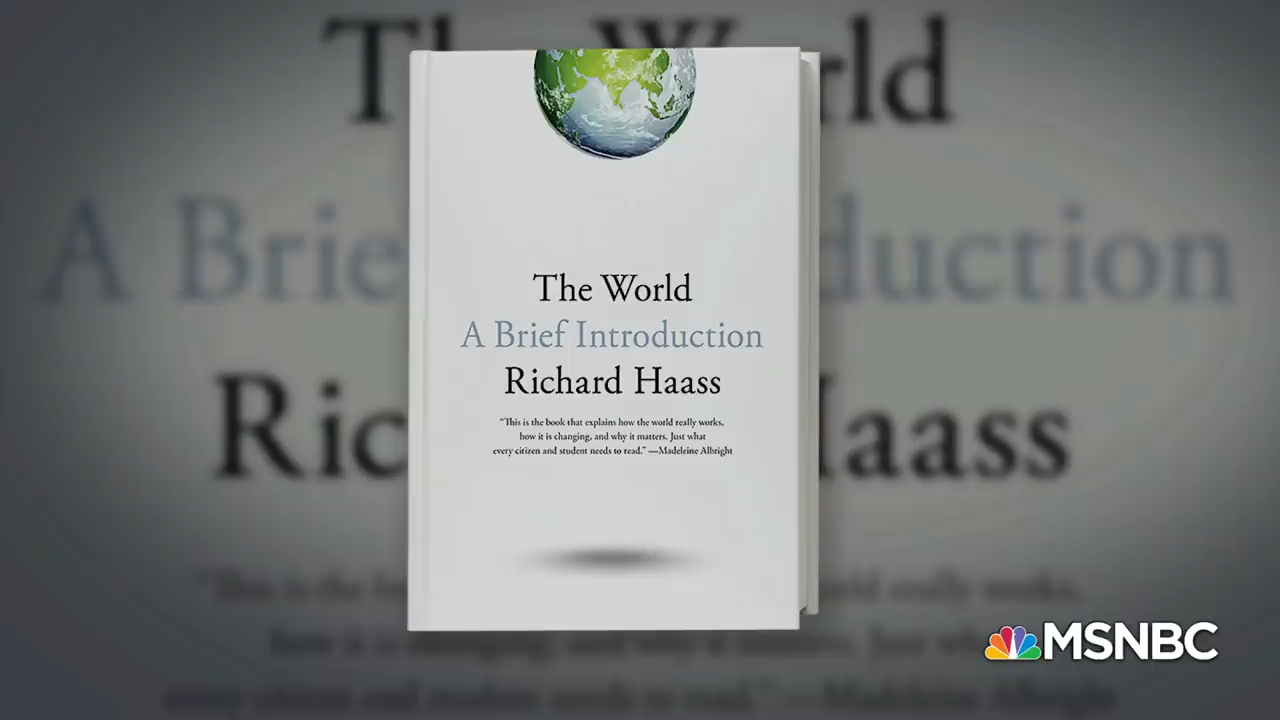 The World
A Brief Introduction
Richard Haass
“This is the book that explains how the world really works,
how it is changing, and why it matters. Just what
every citizen and student needs to read.” —Madeleine Albright
MSNBC